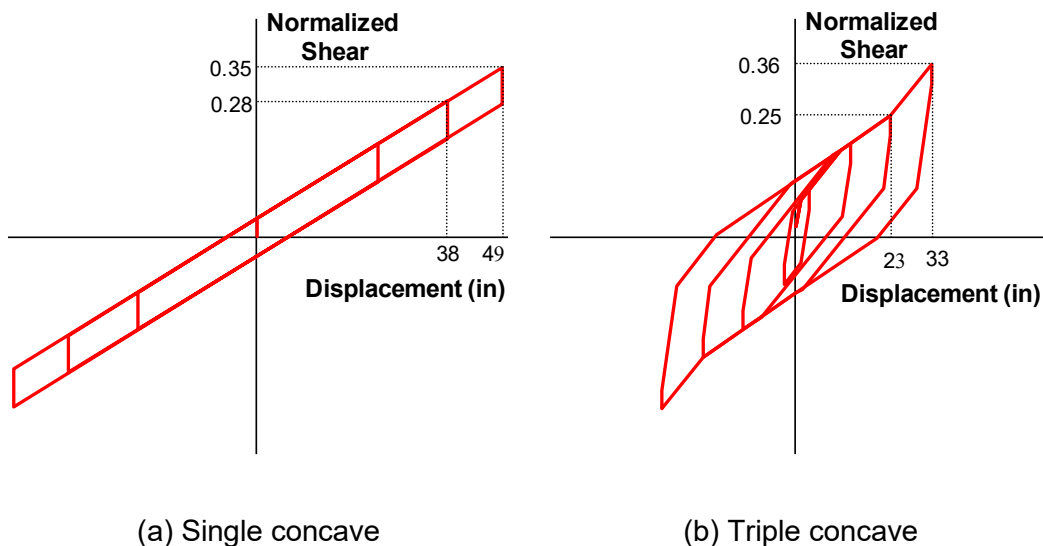 Normalized
Shear
0.35
0.28
38
49
Displacement (in)
(a) Single concave
Normalized
Shear
0.36
0.25
23
33
Displacement (in)
(b) Triple concave